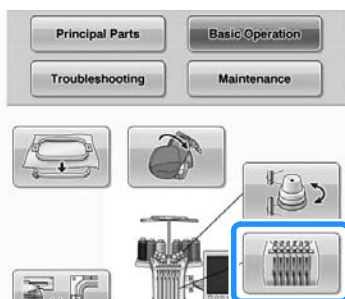 Principal Parts
Basic Operation
Troubleshooting
Maintenance